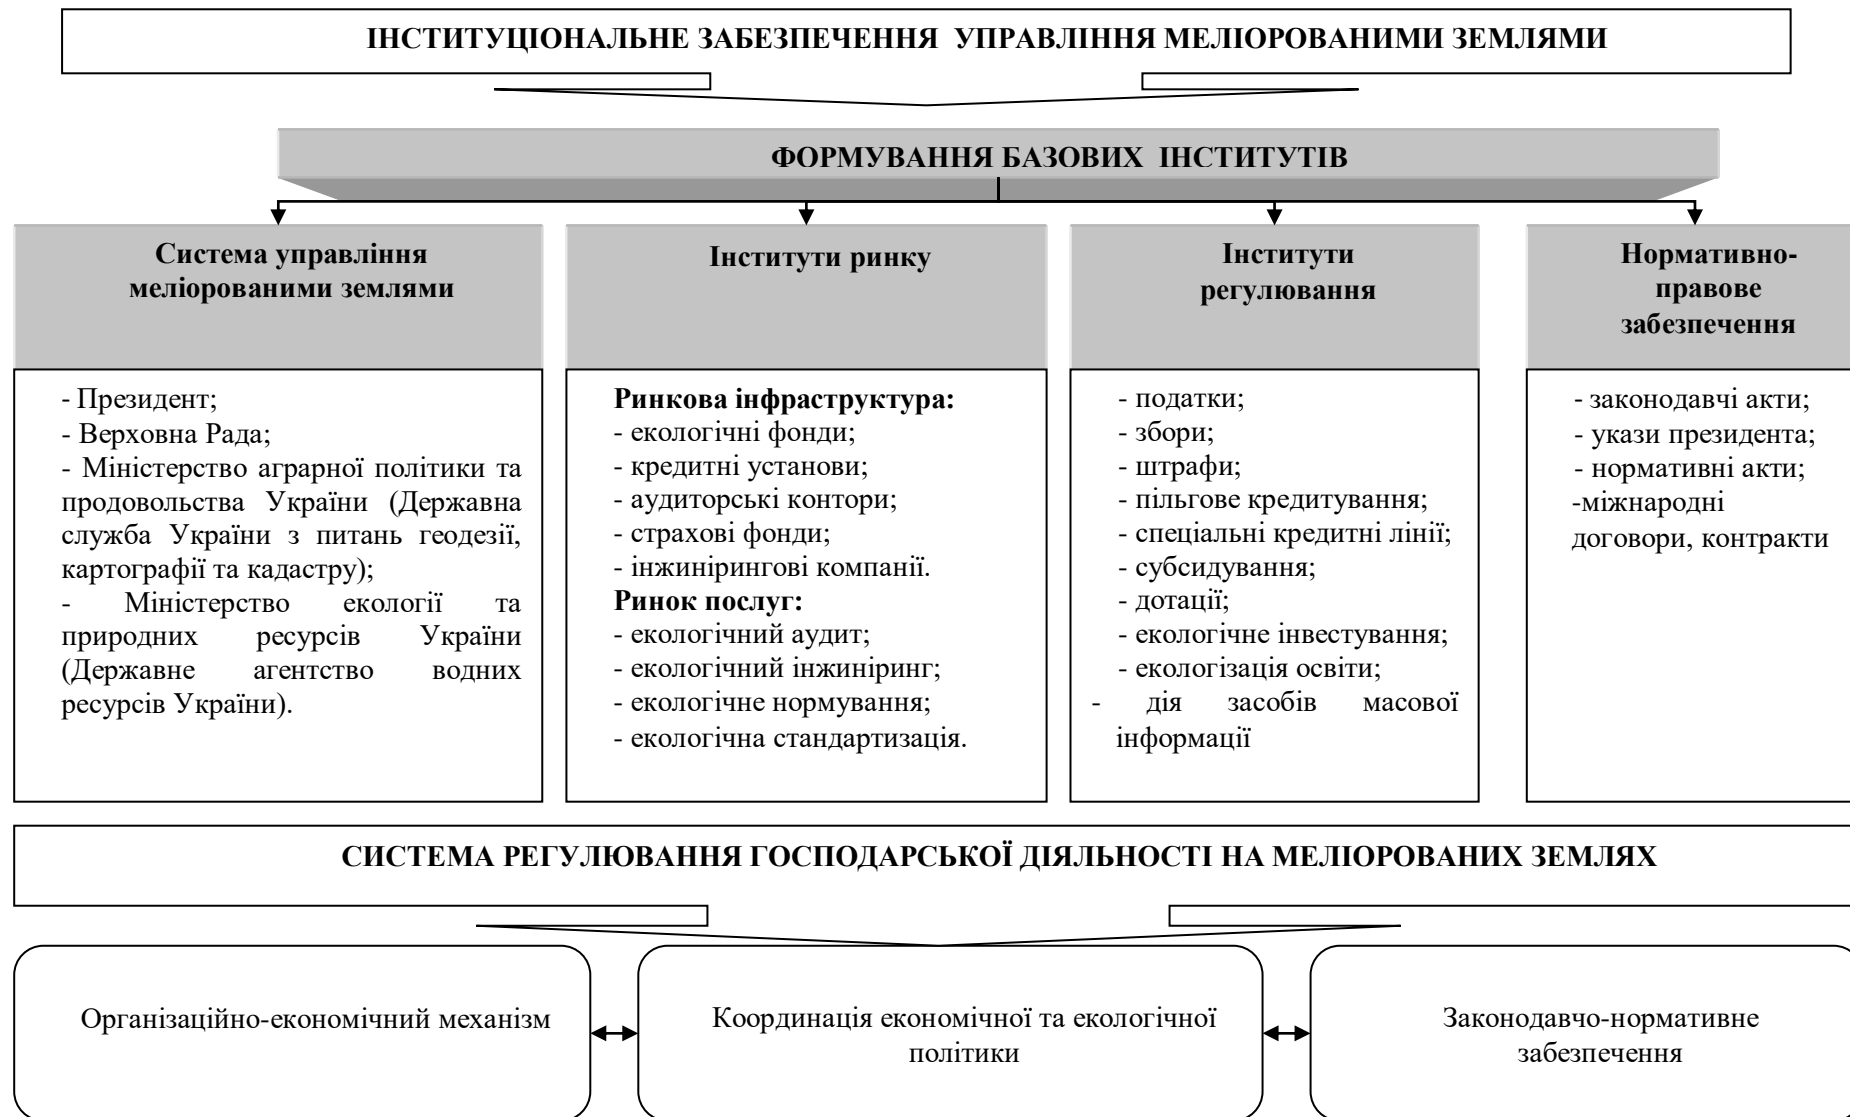 ІНСТИТУЦІОНАЛЬНЕ ЗАБЕЗПЕЧЕННЯ УПРАВЛІННЯ МЕЛІОРОВАНИМИ ЗЕМЛЯМИ
ФОРМУВАННЯ БАЗОВИХ ІНСТИТУТІВ
Система управління
меліорованими землями
- Президент;
- Верховна Рада;
- Міністерство аграрної політики та
продовольства України (Державна
служба України з питань геодезії,
картографії та кадастру);
- Міністерство екології та
природних ресурсів України
(Державне агентство водних
ресурсів України).
Інститути ринку
Ринкова інфраструктура:
- екологічні фонди;
- кредитні установи;
- аудиторські контори;
- страхові фонди;
- інжинірингові компанії.
Ринок послуг:
- екологічний аудит;
- екологічний інжиніринг;
- екологічне нормування;
- екологічна стандартизація.
Інститути
регулювання
- податки;
- збори;
- штрафи;
- пільгове кредитування;
- спеціальні кредитні лінії;
- субсидування;
- дотації;
- екологічне інвестування;
- екологізація освіти;
- дія засобів масової
інформації
Нормативно-
правове
забезпечення
- законодавчі акти;
- укази президента;
- нормативні акти;
-міжнародні
договори, контракти
СИСТЕМА РЕГУЛЮВАННЯ ГОСПОДАРСЬКОЇ ДІЯЛЬНОСТІ НА МЕЛІОРОВАНИХ ЗЕМЛЯХ
Організаційно-економічний механізм
Координація економічної та екологічної
політики
Законодавчо-нормативне
забезпечення